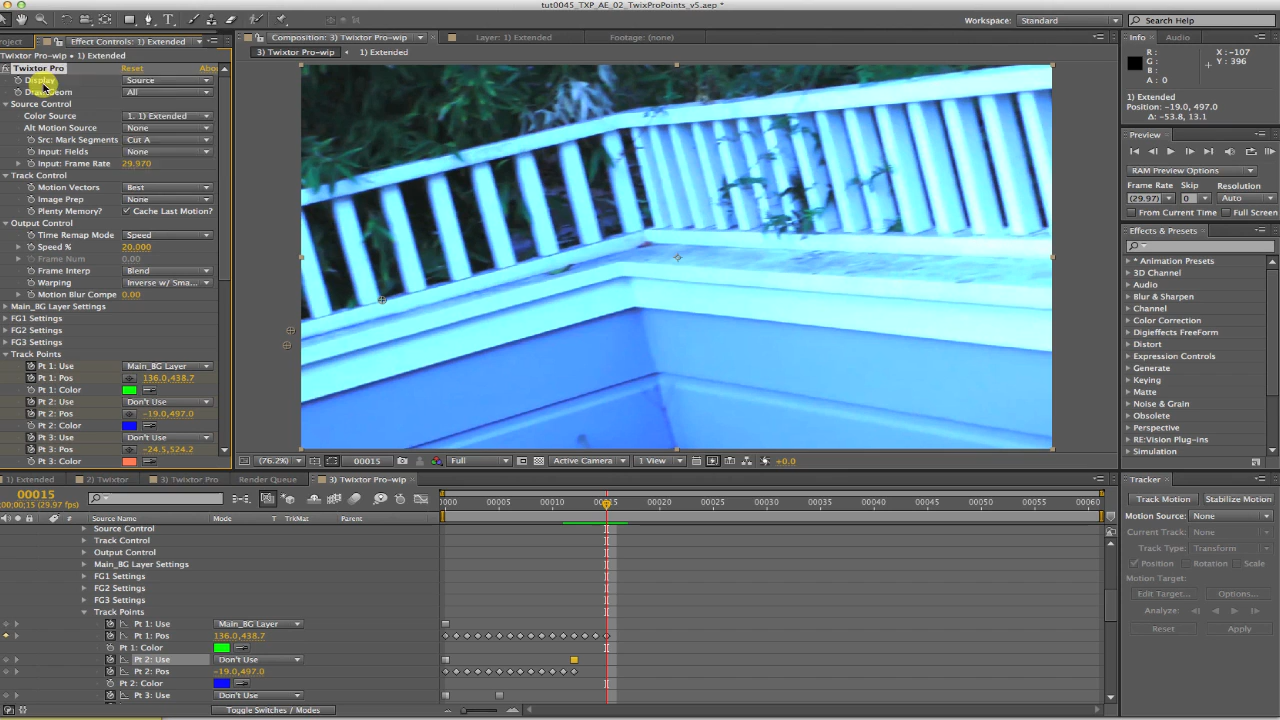 tut0045_TXP_AE_02_TwixProPoints_v5.aep *
Workspace: Standard
Search Help
Project
Effect Controls: 1) Extended
Composition: 3) Twixtor Pro-wip
Layer: 1) Extended
Footage: (none)
Info
Audio
Twixtor Pro-wip • 1) Extended
3) Twixtor Pro-wip
1) Extended
R:
G:
B:
A: 0
X: -107
Y: 396
1) Extended
Position: -19.0, 497.0
Δ: -53.8, 13.1
Twixtor Pro
Reset
Abou
Display
Source
All
Source Control
Color Source
1. 1) Extended
Alt Motion Source
None
Src: Mark Segments
Cut A
Input: Fields
None
Input: Frame Rate
29.970
Track Control
Motion Vectors
Best
Image Prep
None
Plenty Memory?
Cache Last Motion?
Output Control
Time Remap Mode
Speed
Speed %
20.000
Frame Num
0.00
Frame Interp
Blend
Warping
Inverse w/ Sma...
Motion Blur Compe
0.00
Main_BG Layer Settings
FG1 Settings
FG2 Settings
FG3 Settings
Track Points
Pt 1: Use
Main_BG Layer
Pt 1: Pos
136.0,438.7
Pt 1: Color
Pt 2: Use
Don't Use
Pt 2: Pos
-19.0,497.0
Pt 2: Color
Pt 3: Use
Don't Use
Pt 3: Pos
-24.5,524.2
Pt 3: Color
Preview
RAM Preview Options
Frame Rate
Skip
Resolution
(29.97)
0
Auto
From Current Time
Full Screen
Effects & Presets
* Animation Presets
3D Channel
Audio
Blur & Sharpen
Channel
Color Correction
Digieffects FreeForm
Distort
Expression Controls
Generate
Keying
Matte
Noise & Grain
Obsolete
Perspective
RE:Vision Plug-ins
Simulation
(76.2%)
00015
Full
Active Camera
1 View
+0.0
1) Extended
2) Twixtor
3) Twixtor Pro
Render Queue
3) Twixtor Pro-wip
00015
0:00:00:15 (29.97 fps)
:000
00005
00010
00015
00020
00025
00030
00035
00040
00045
00050
00055
00060
#
Source Name
Mode
T
TrkMat
Parent
Source Control
Track Control
Output Control
Main_BG Layer Settings
FG1 Settings
FG2 Settings
FG3 Settings
Track Points
Pt 1: Use
Main_BG Layer
Pt 1: Pos
136.0,438.7
Pt 1: Color
Pt 2: Use
Don't Use
Pt 2: Pos
-19.0,497.0
Pt 2: Color
Pt 3: Use
Don't Use
Toggle Switches / Modes
Tracker
Track Motion
Stabilize Motion
Motion Source:
None
Current Track:
None
Track Type:
Transform
Position
Rotation
Scale
Motion Target:
Edit Target...
Options...
Analyze:
Reset
Apply